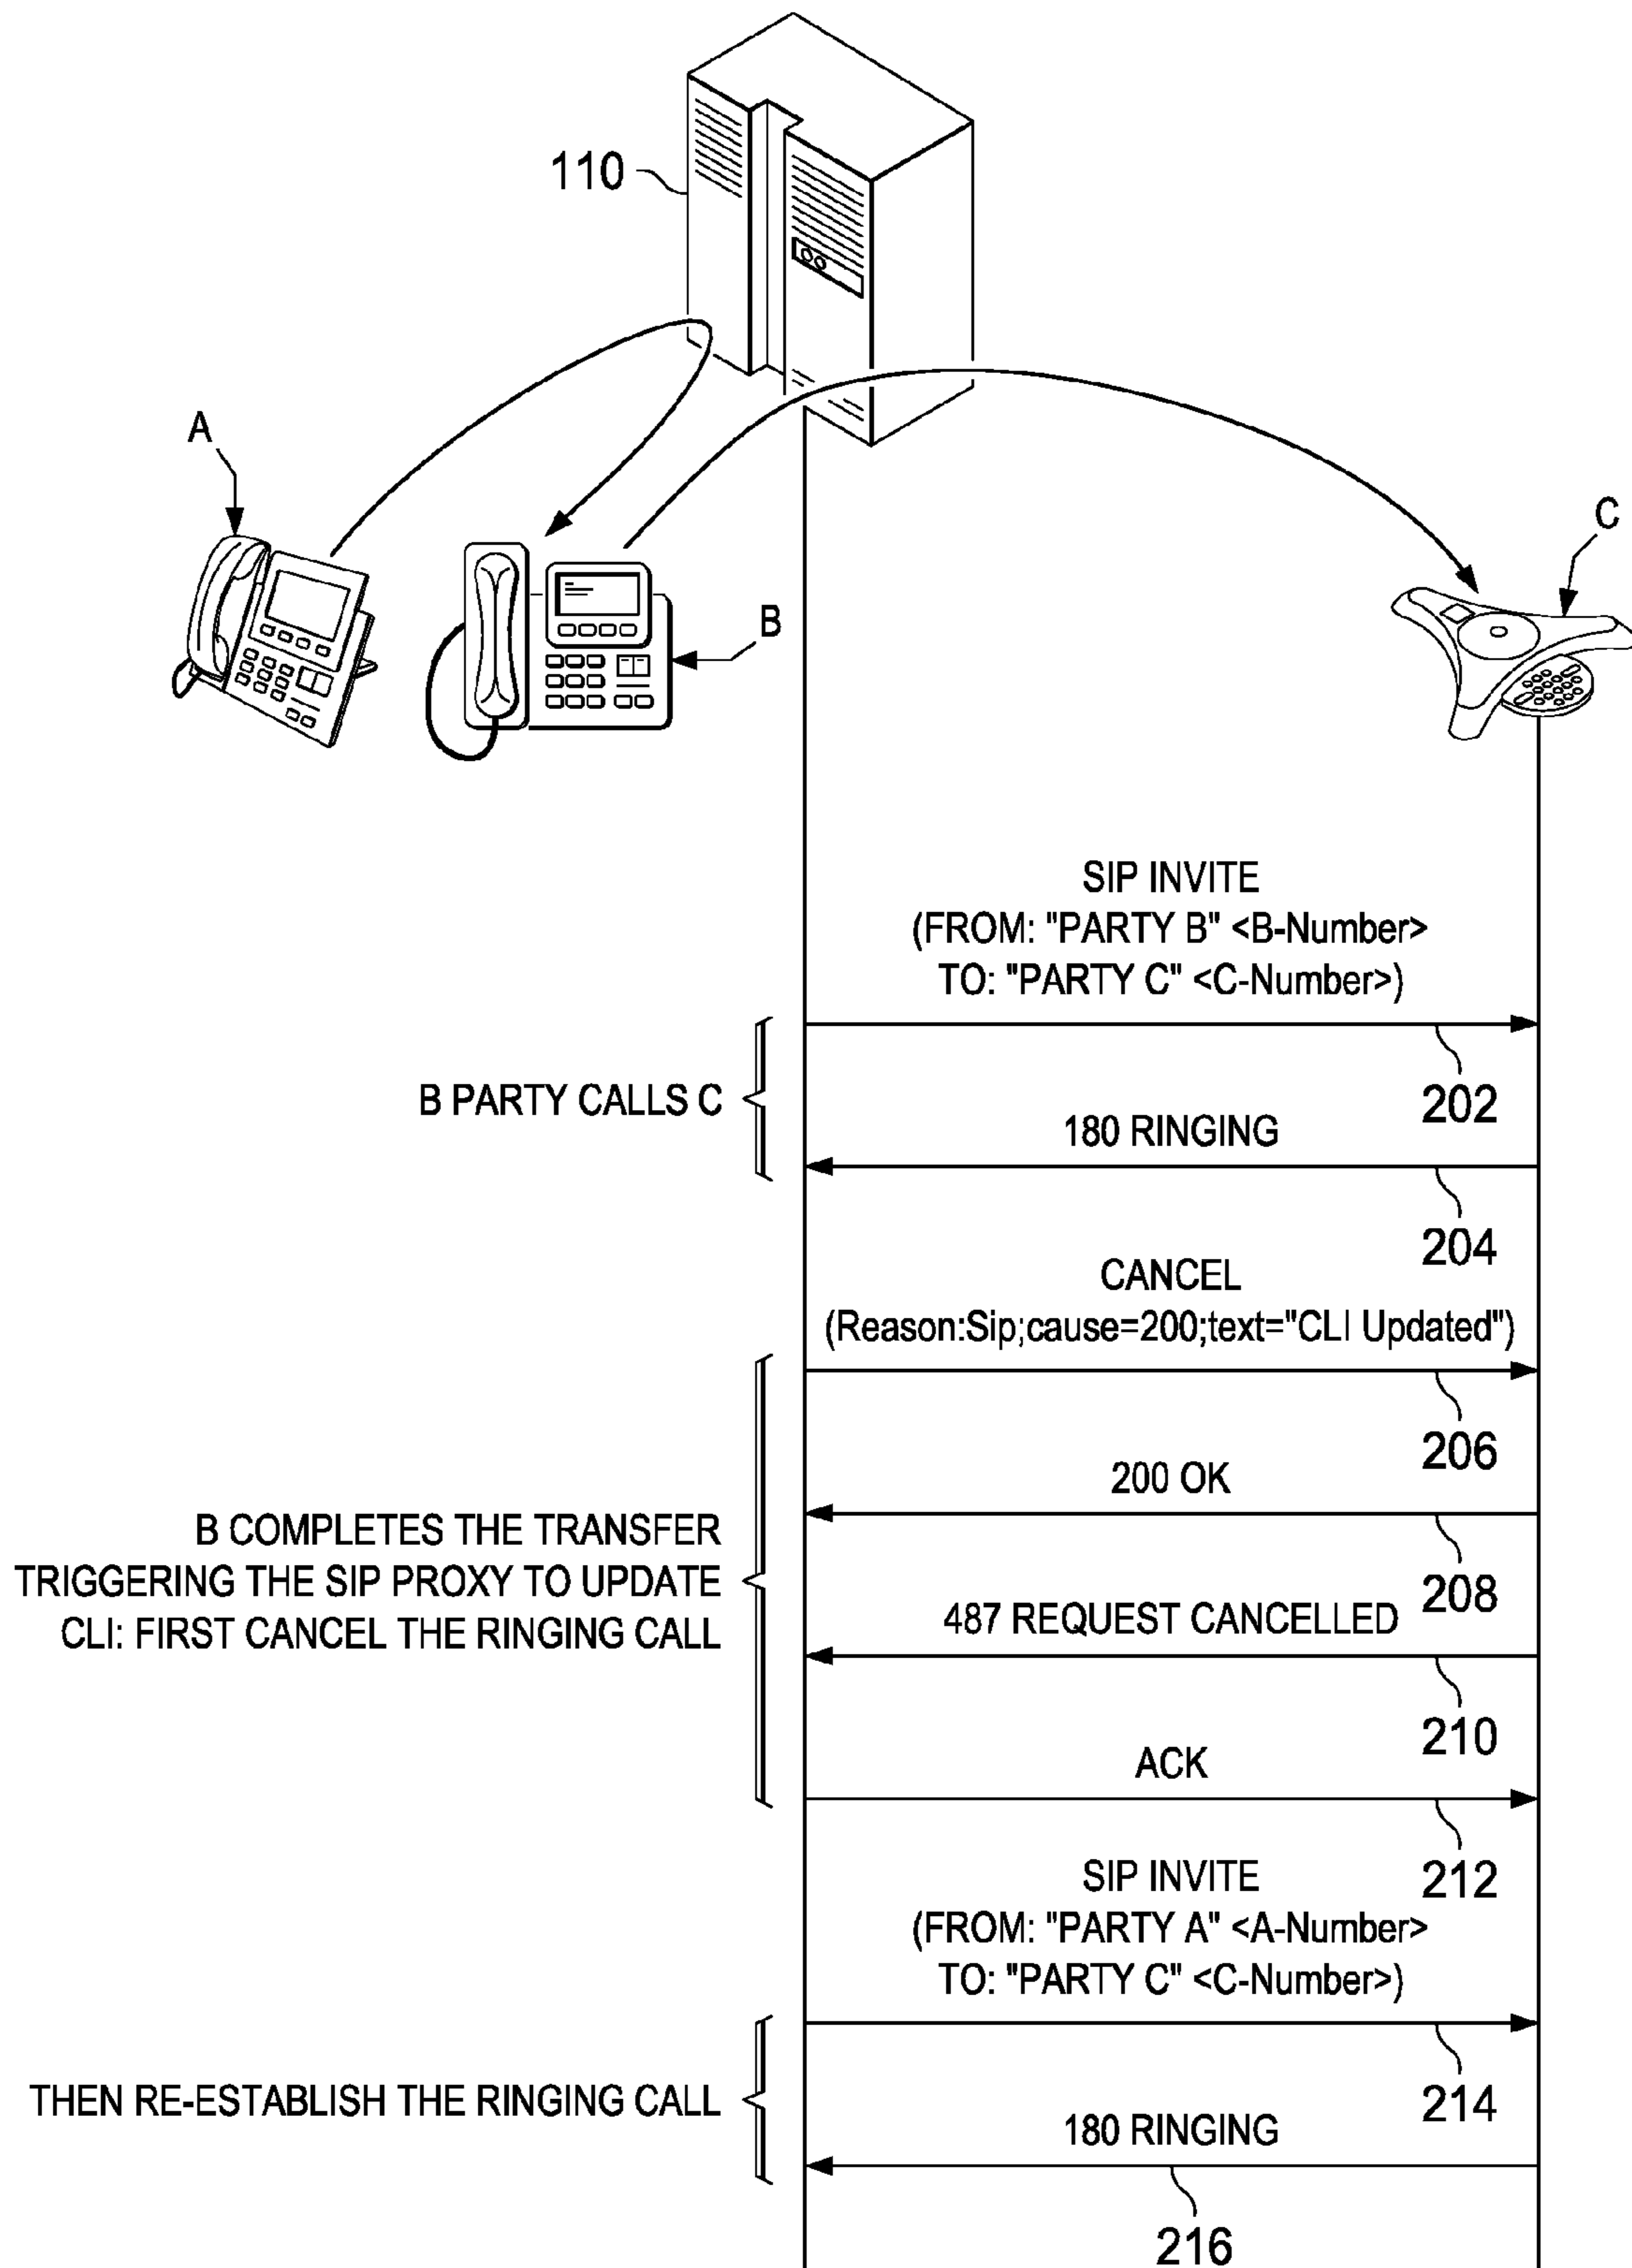 110
A
C
B
SIP INVITE
(FROM: "PARTY B" <B-Number>
TO: "PARTY C" <C-Number>)
B PARTY CALLS C
202
180 RINGING
204
CANCEL
(Reason:Sip;cause=200;text="CLI Updated")
206
200 OK
B COMPLETES THE TRANSFER
TRIGGERING THE SIP PROXY TO UPDATE
CLI: FIRST CANCEL THE RINGING CALL
208
487 REQUEST CANCELLED
210
ACK
212
SIP INVITE
(FROM: "PARTY A" <A-Number>
TO: "PARTY C" <C-Number>)
THEN RE-ESTABLISH THE RINGING CALL
214
180 RINGING
216